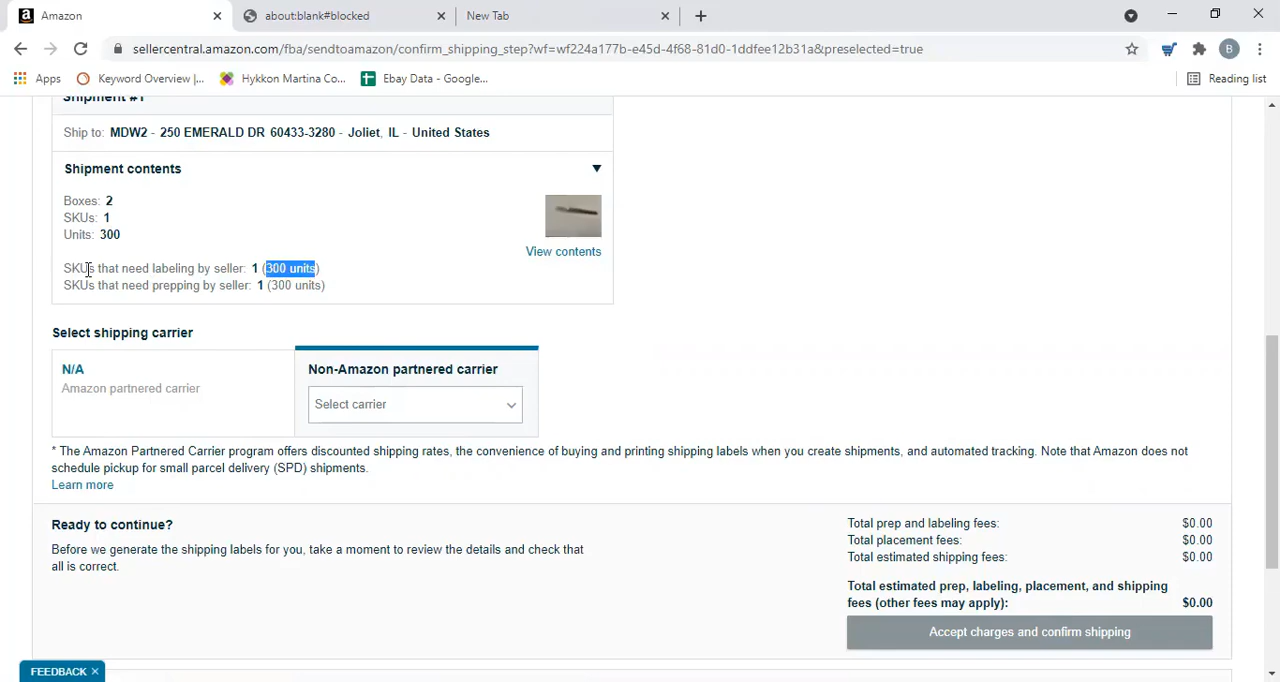 Amazon
about:blank#blocked
New Tab
sellercentral.amazon.com/fba/sendtoamazon/confirm_shipping_step?wf=wf224a177b-e45d-4f68-81d0-1ddfee12b31a&preselected=true
B
Apps
Keyword Overview |...
Hykkon Martina Co...
Ebay Data - Google...
Reading list
Shipment #1
Ship to: MDW2 - 250 EMERALD DR 60433-3280 - Joliet, IL - United States
Shipment contents
Boxes: 2
SKUs: 1
Units: 300
View contents
SKUs that need labeling by seller: 1 (300 units)
SKUs that need prepping by seller: 1 (300 units)
Select shipping carrier
N/A
Amazon partnered carrier
Non-Amazon partnered carrier
Select carrier
* The Amazon Partnered Carrier program offers discounted shipping rates, the convenience of buying and printing shipping labels when you create shipments, and automated tracking. Note that Amazon does not
schedule pickup for small parcel delivery (SPD) shipments.
Learn more
Ready to continue?
Before we generate the shipping labels for you, take a moment to review the details and check that
all is correct.
Total prep and labeling fees: $0.00
Total placement fees: $0.00
Total estimated shipping fees: $0.00
Total estimated prep, labeling, placement, and shipping
fees (other fees may apply): $0.00
Accept charges and confirm shipping
FEEDBACK